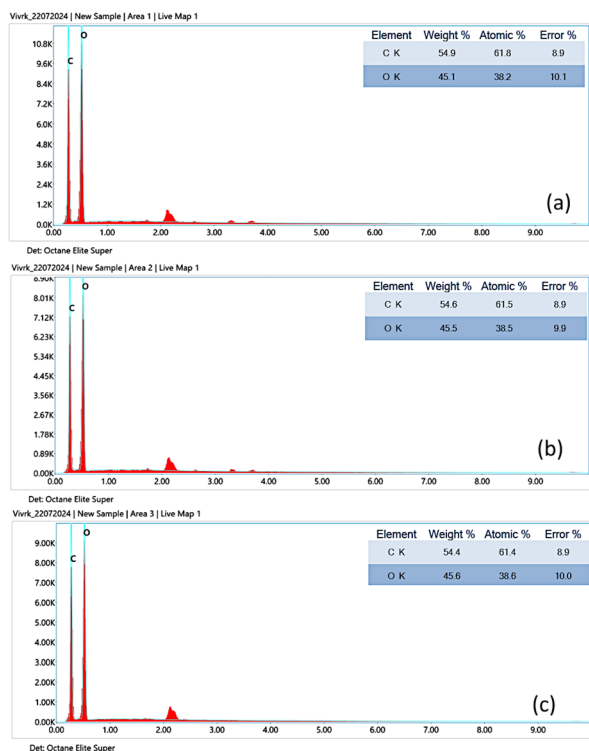 Vivrk_22072024 | New Sample | Area 1 | Live Map 1
Element Weight % Atomic % Error %
C K 54.9 61.8 8.9
O K 45.1 38.2 10.1
O
C
10.8K
9.6K
8.4K
7.2K
6.0K
4.8K
3.6K
2.4K
1.2K
0.0K
(a)
0.00 1.00 2.00 3.00 4.00 5.00 6.00 7.00 8.00 9.00
Det: Octane Elite Super
Vivrk_22072024 | New Sample | Area 2 | Live Map 1
Element Weight % Atomic % Error %
C K 54.6 61.5 8.9
O K 45.5 38.5 9.9
O
C
8.90K
8.01K
7.12K
6.23K
5.34K
4.45K
3.56K
2.67K
1.78K
0.89K
0.00K
(b)
0.00 1.00 2.00 3.00 4.00 5.00 6.00 7.00 8.00 9.00
Det: Octane Elite Super
Vivrk_22072024 | New Sample | Area 3 | Live Map 1
Element Weight % Atomic % Error %
C K 54.4 61.4 8.9
O K 45.6 38.6 10.0
O
C
9.00K
8.00K
7.00K
6.00K
5.00K
4.00K
3.00K
2.00K
1.00K
0.00K
(c)
0.00 1.00 2.00 3.00 4.00 5.00 6.00 7.00 8.00 9.00
Det: Octane Elite Super